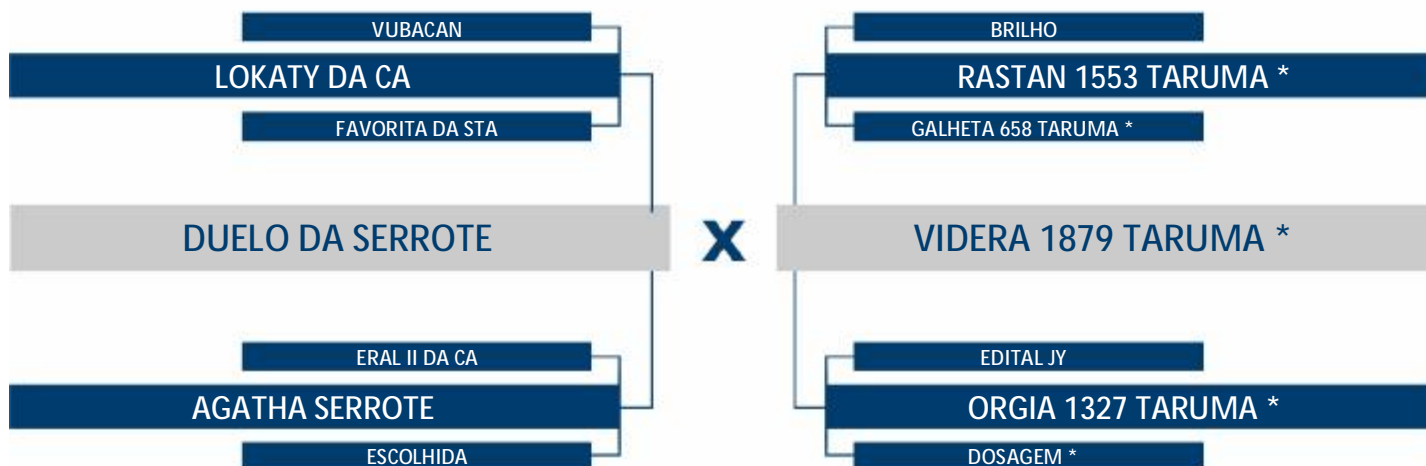 VUBACAN
LOKATY DA CA
FAVORITA DA STA
DUELO DA SERROTE
ERAL II DA CA
AGATHA SERROTE
ESCOLHIDA
X
BRILHO
RASTAN 1553 TARUMA *
GALHETA 658 TARUMA *
VIDERA 1879 TARUMA *
EDITAL JY
ORGIA 1327 TARUMA *
DOSAGEM *